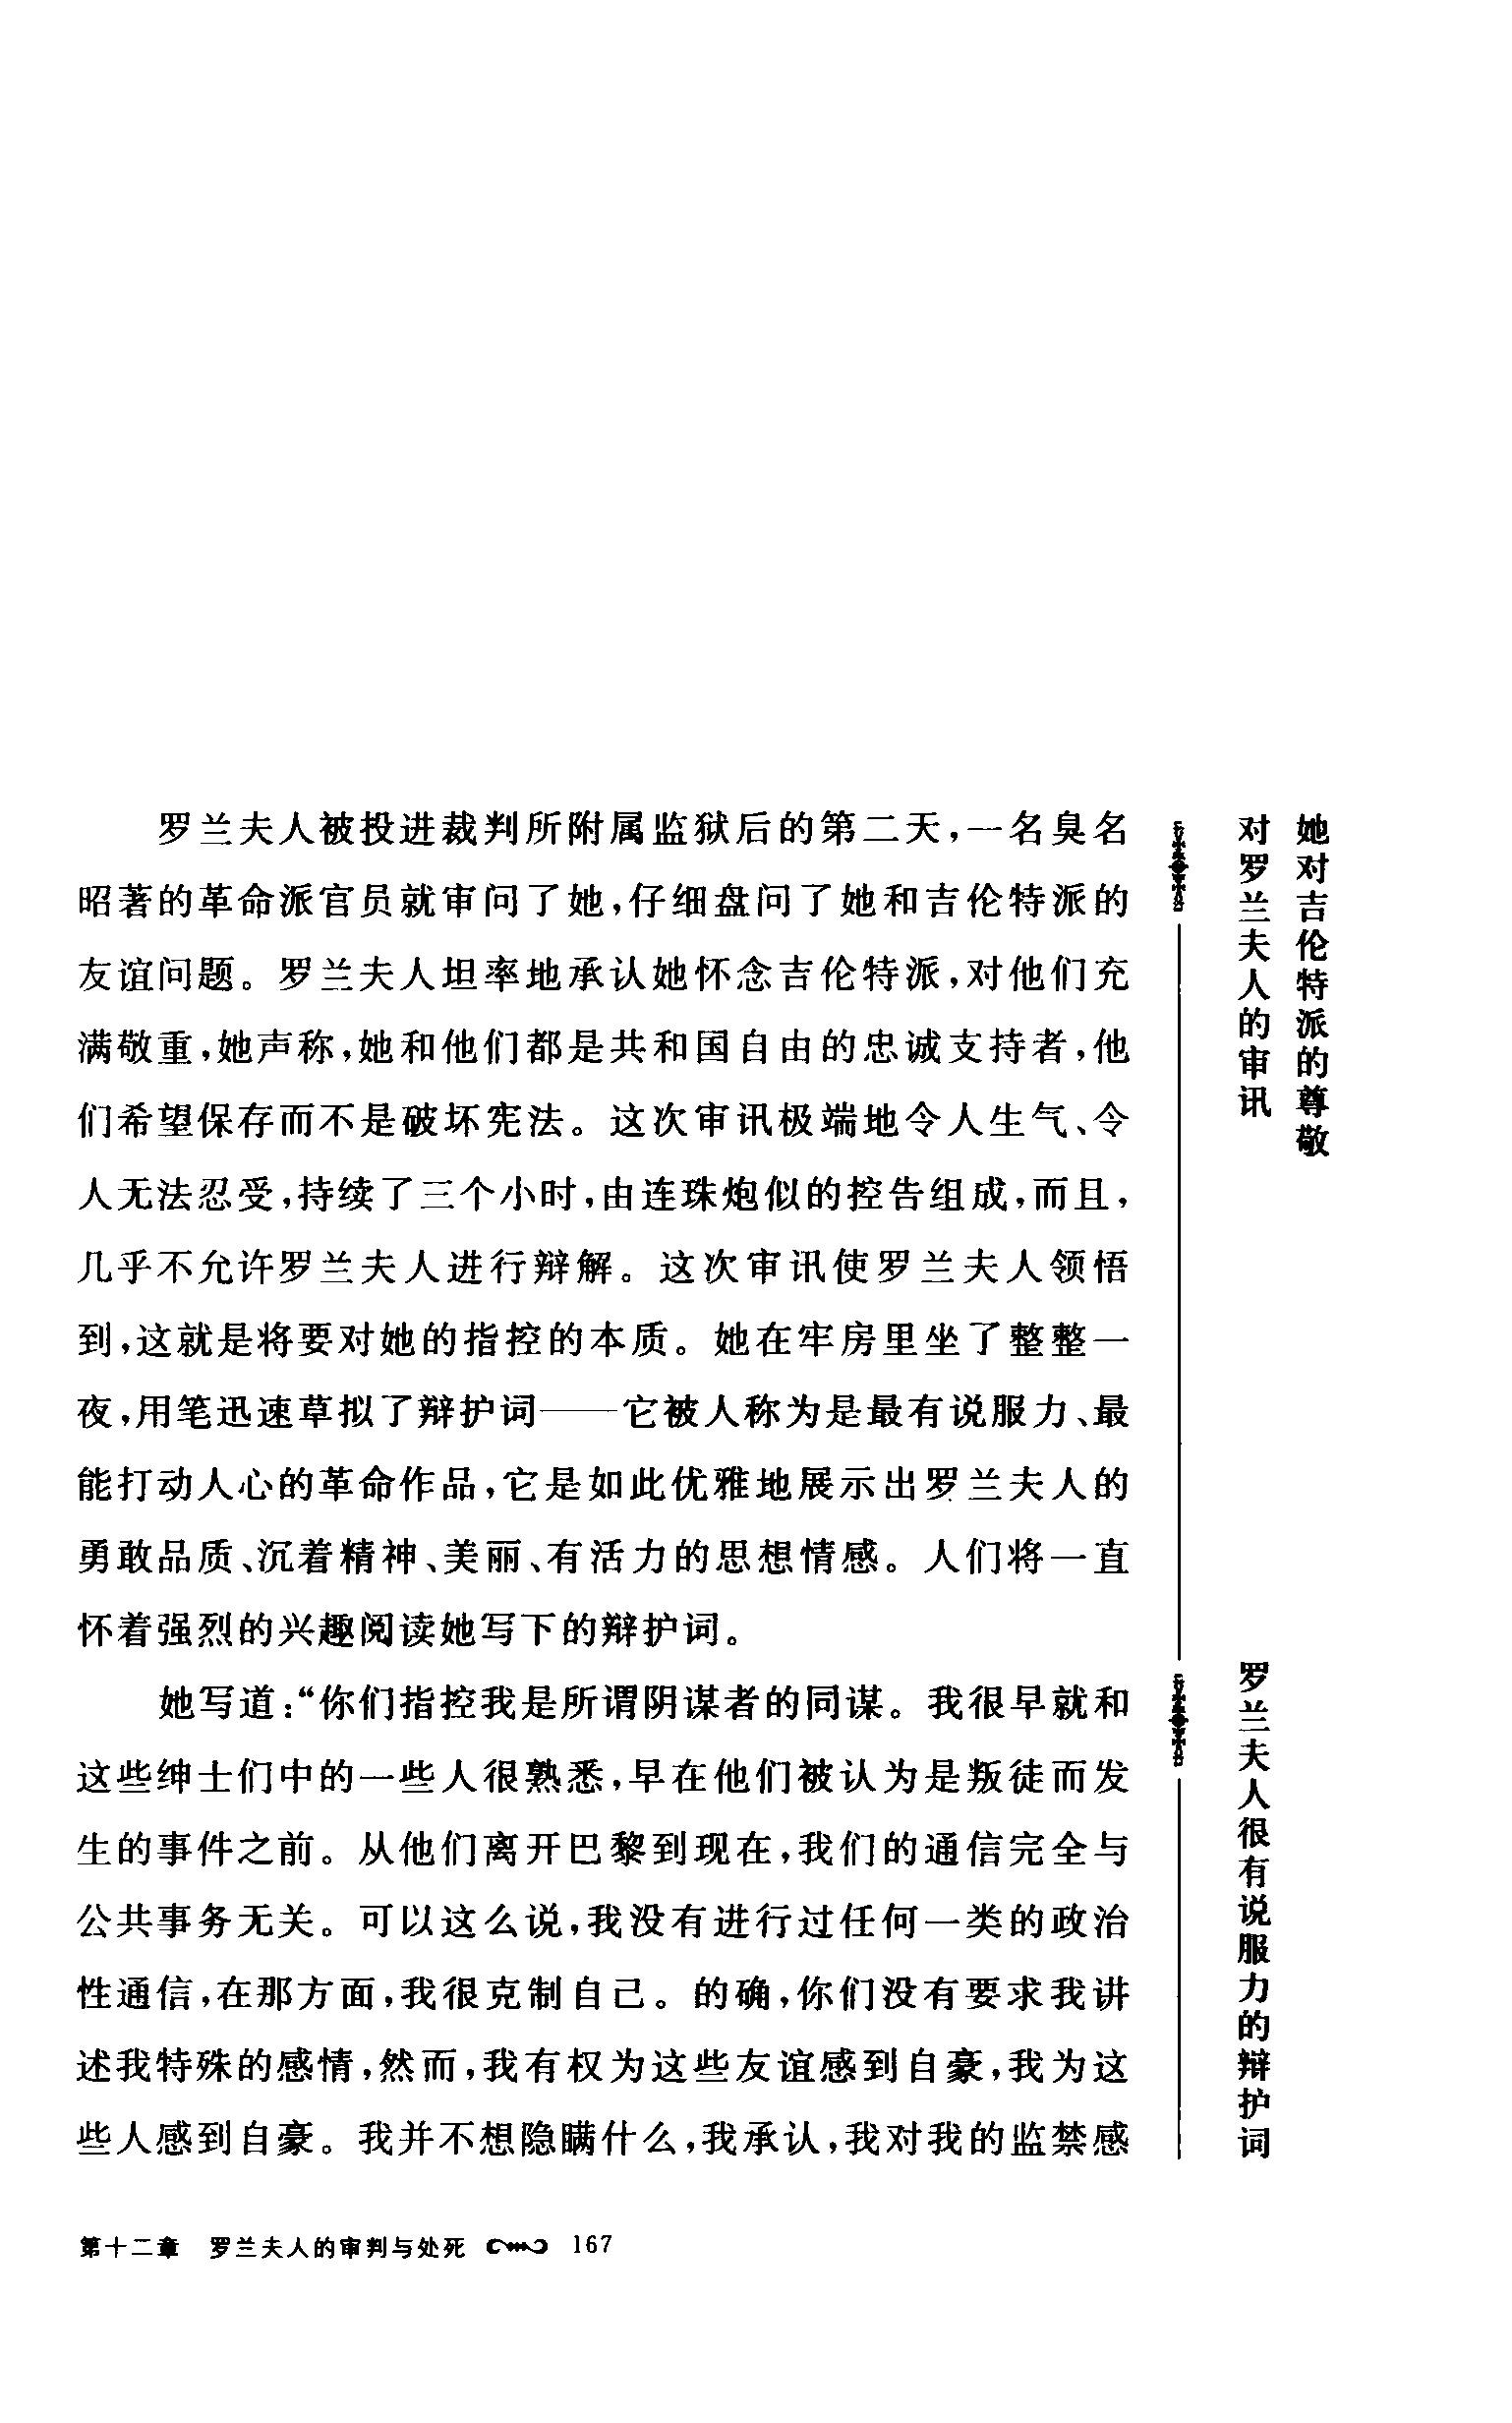 罗兰夫人被投进裁判所附属监狱后的第二天,一名臭名
昭著的革命派官员就审问了她,仔细盘问了她和吉伦特派的
友谊问题。罗兰夫人坦率地承认她怀念吉伦特派,对他们充
满敬重,她声称,她和他们都是共和国自由的忠诚支持者,他
们希望保存而不是破坏宪法。这次审讯极端地令人生气、令
人无法忍受,持续了三个小时,由连珠炮似的控告组成,而且,
几乎不允许罗兰夫人进行辩解。这次审讯使罗兰夫人领悟
到,这就是将要对她的指控的本质。她在牢房里坐了整整一
夜,用笔迅速草拟了辩护词——它被人称为是最有说服力、最
能打动人心的革命作品,它是如此优雅地展示出罗兰夫人的
勇敢品质、沉着精神、美丽、有活力的思想情感。人们将一直
怀着强烈的兴趣阅读她写下的辩护词。
她写道:“你们指控我是所谓阴谋者的同谋。我很早就和
这些绅士们中的一些人很熟悉,早在他们被认为是叛徒而发
生的事件之前。从他们离开巴黎到现在,我们的通信完全与
公共事务无关。可以这么说,我没有进行过任何一类的政治
性通信,在那方面,我很克制自己。的确,你们没有要求我讲
述我特殊的感情,然而,我有权为这些友谊感到自豪,我为这
些人感到自豪。我并不想隐瞒什么,我承认,我对我的监禁感
对罗兰夫人的审讯
她对吉伦特派的尊敬
罗兰夫人很有说服力的辩护词
第十二章 罗兰夫人的审判与处死 167